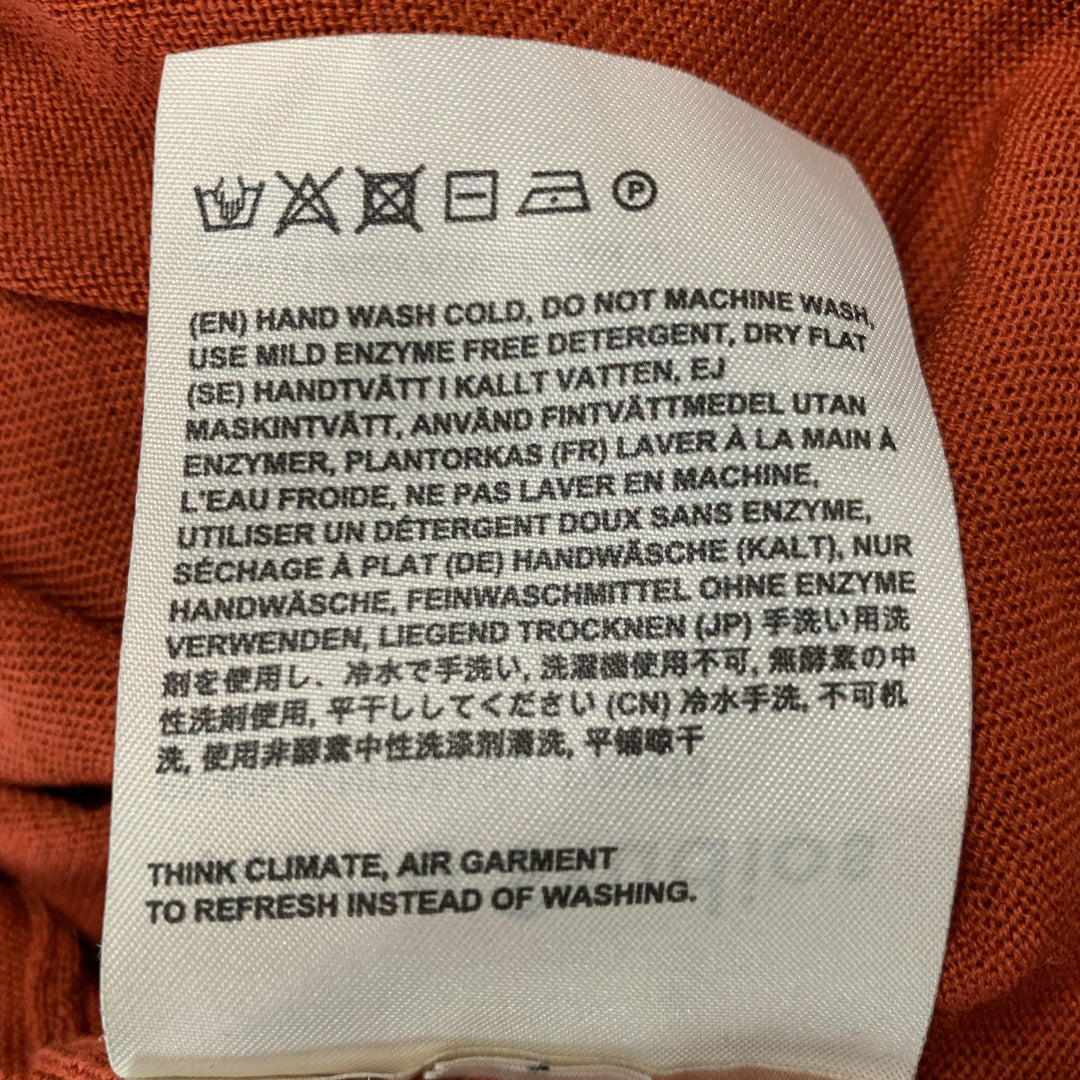 P
(EN) HAND WASH COLD, DO NOT MACHINE WASH,
USE MILD ENZYME FREE DETERGENT, DRY FLAT
(SE) HANDTVÄTT I KALLT VATTEN, EJ
MASKINTVÄTT, ANVÄND FINTVÄTTMEDEL UTAN
ENZYMER, PLANTORKAS (FR) LAVER À LA MAIN À
L'EAU FROIDE, NE PAS LAVER EN MACHINE,
UTILISER UN DÉTERGENT DOUX SANS ENZYME,
SÉCHAGE À PLAT (DE) HANDWÄSCHE (KALT), NUR
HANDWÄSCHE, FEINWASCHMITTEL OHNE ENZYME
VERWENDEN, LIEGEND TROCKNEN (JP) 手洗い用洗
剤を使用し、冷水で手洗い, 洗濯機使用不可, 無酵素の中
性洗剤使用, 平干ししてください (CN) 冷水手洗, 不可机
洗, 使用非酵素中性洗涤剂清洗, 平铺晾干
THINK CLIMATE, AIR GARMENT
TO REFRESH INSTEAD OF WASHING.